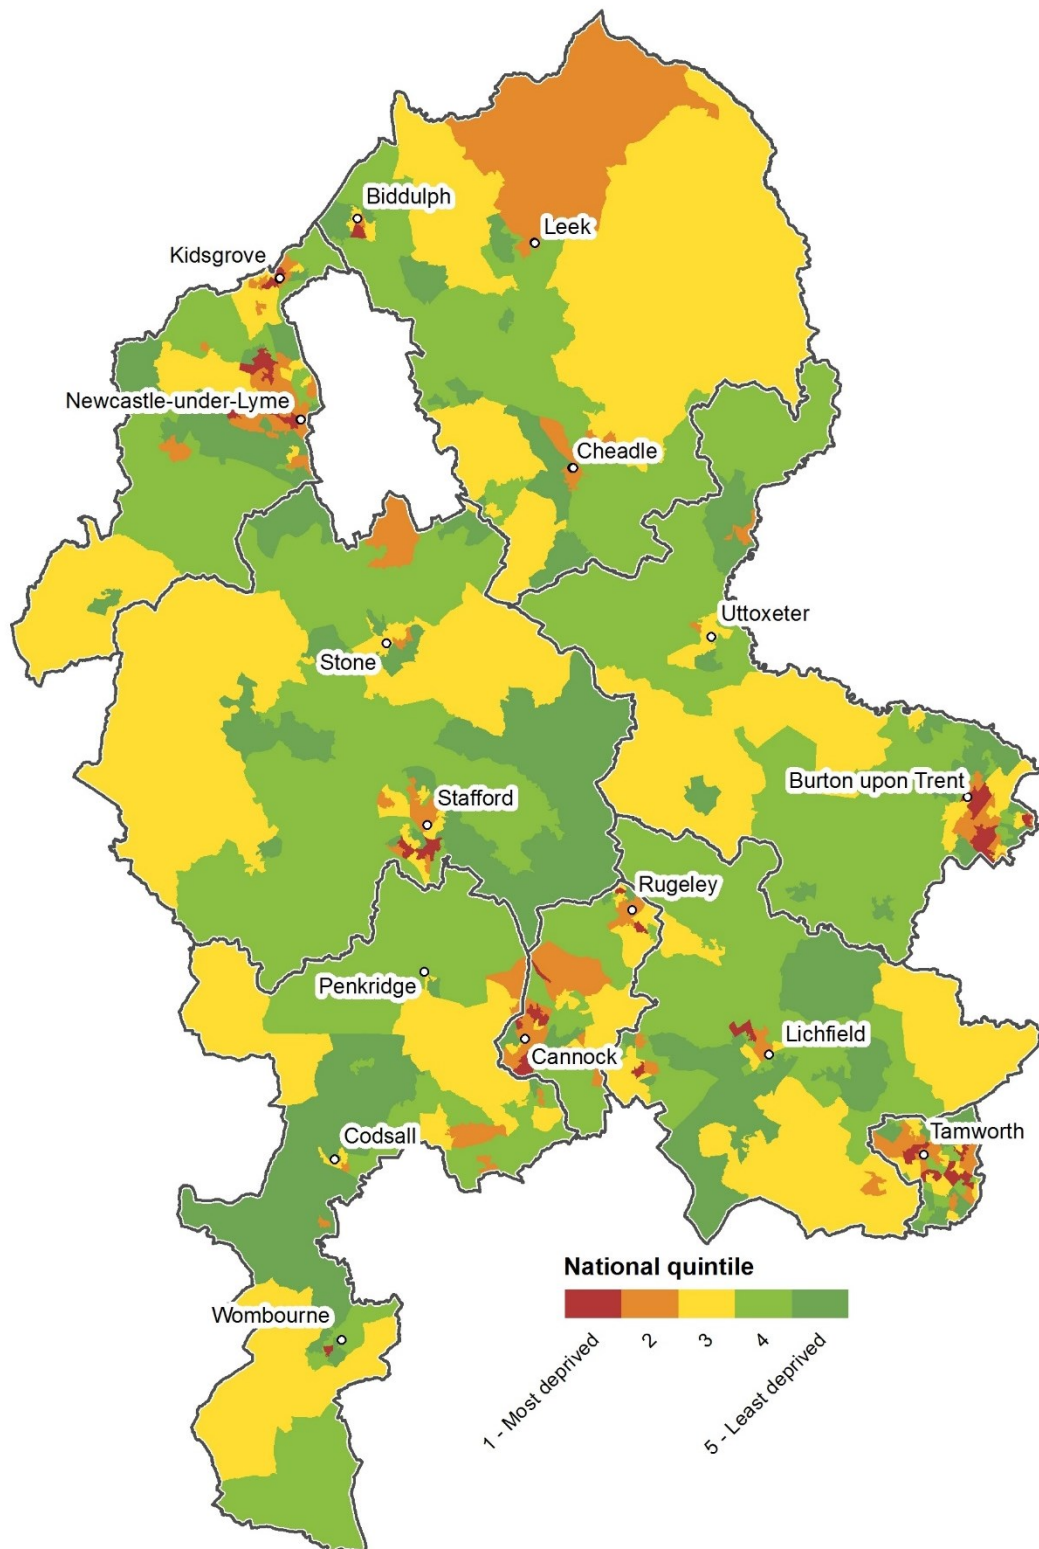 Biddulph
Leek
Kidsgrove
Newcastle-under-Lyme
Cheadle
Uttoxeter
Stone
Burton upon Trent
Stafford
Rugeley
Penkridge
Lichfield
Cannock
Tamworth
Codsall
National quintile
Wombourne
1 - Most deprived
2
3
4
5 - Least deprived